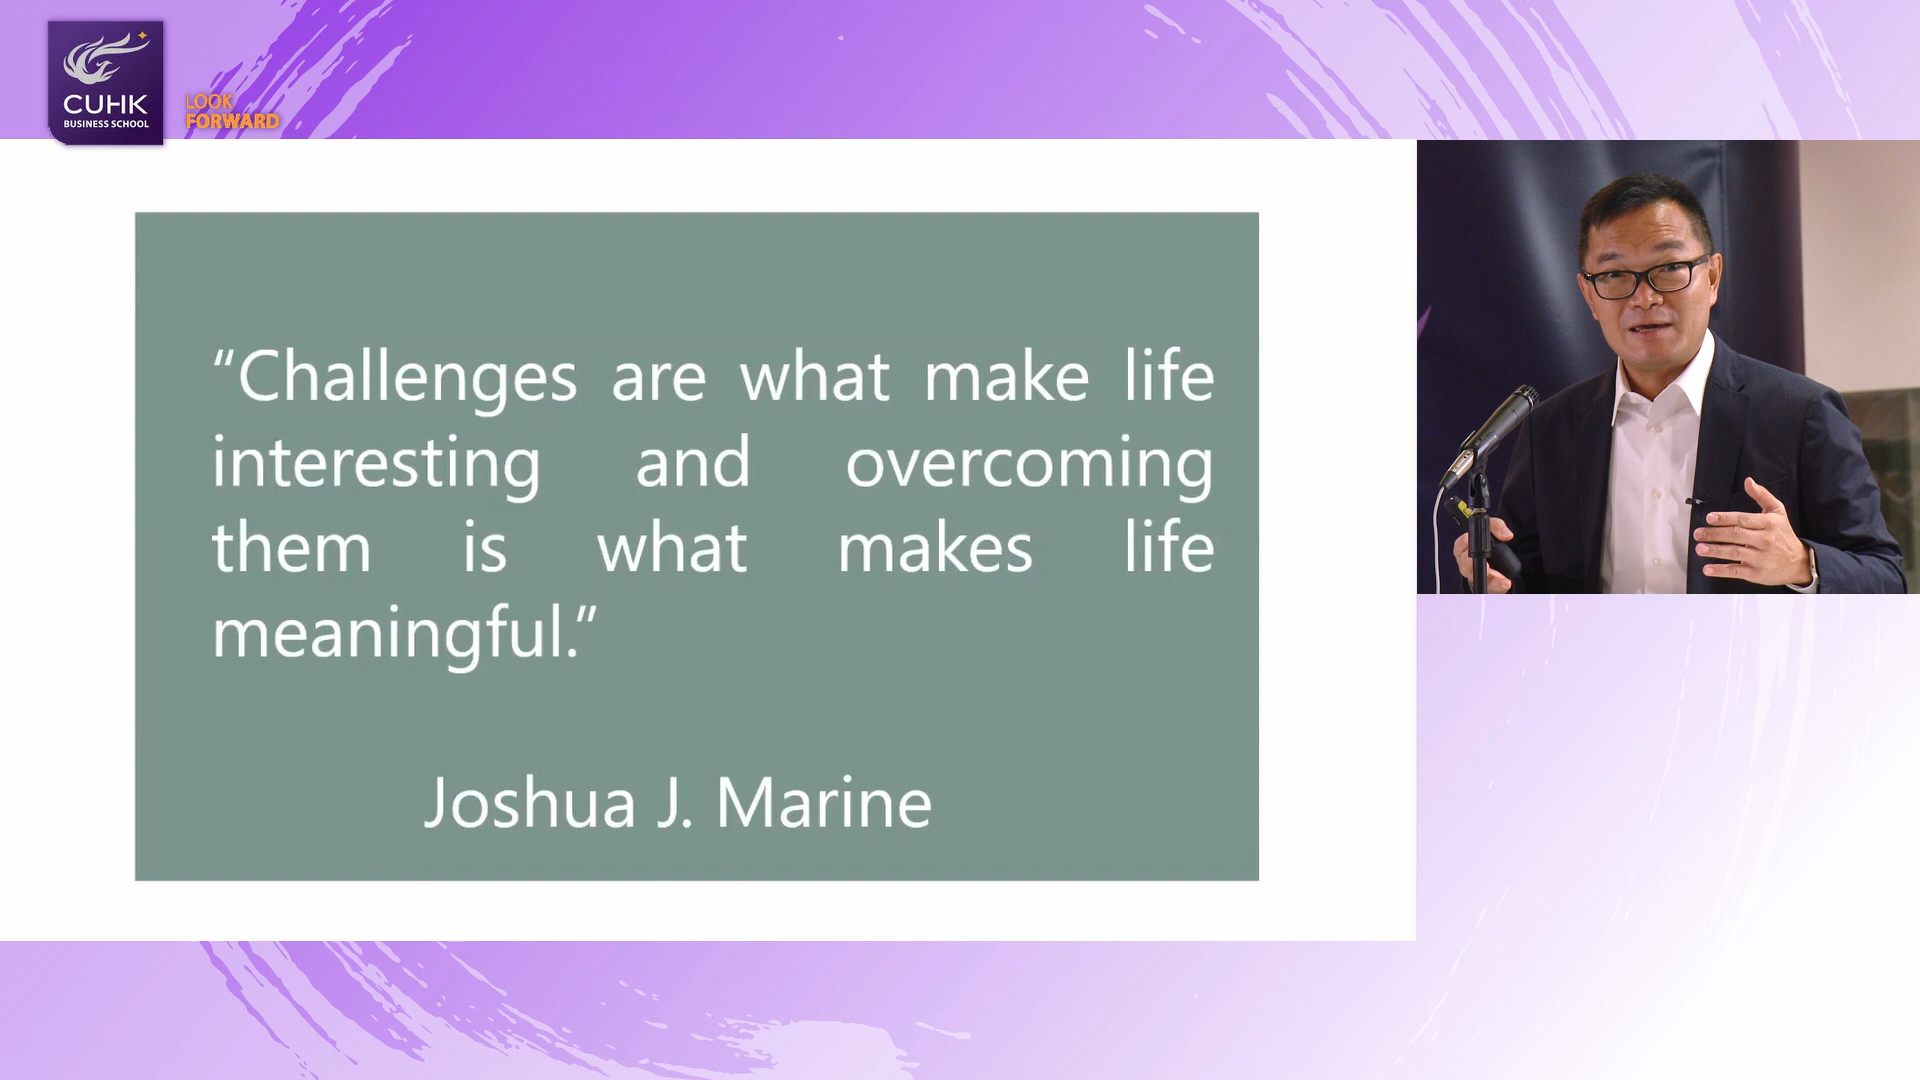 CUHK
BUSINESS SCHOOL
LOOK
FORWARD
“Challenges are what make life
interesting and overcoming
them is what makes life
meaningful.”
Joshua J. Marine